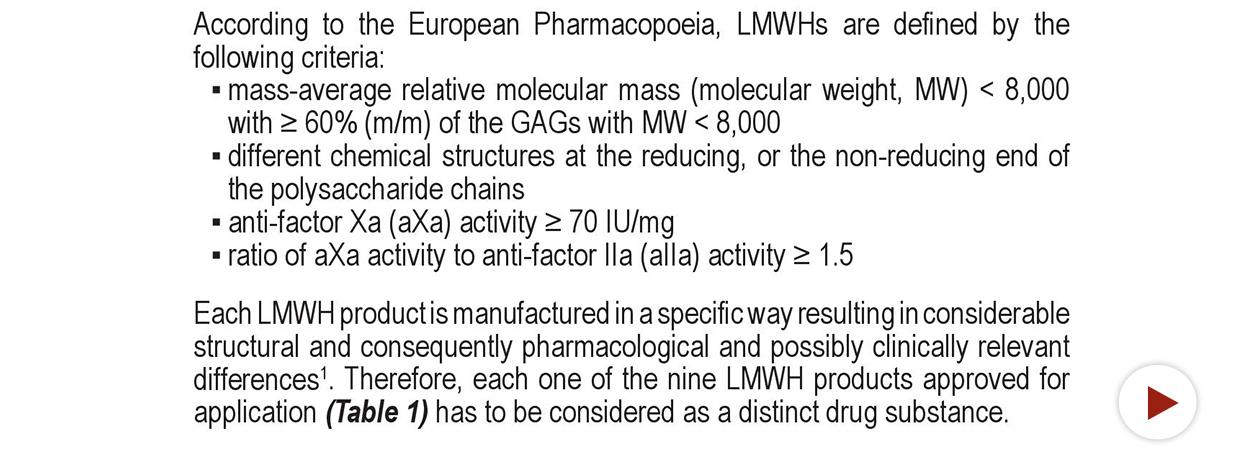 According to the European Pharmacopoeia, LMWHs are defined by the
following criteria:
▪ mass-average relative molecular mass (molecular weight, MW) < 8,000
with ≥ 60% (m/m) of the GAGs with MW < 8,000
▪ different chemical structures at the reducing, or the non-reducing end of
the polysaccharide chains
▪ anti-factor Xa (aXa) activity ≥ 70 IU/mg
▪ ratio of aXa activity to anti-factor IIa (aIIa) activity ≥ 1.5
Each LMWH product is manufactured in a specific way resulting in considerable
structural and consequently pharmacological and possibly clinically relevant
differences¹. Therefore, each one of the nine LMWH products approved for
application (Table 1) has to be considered as a distinct drug substance.